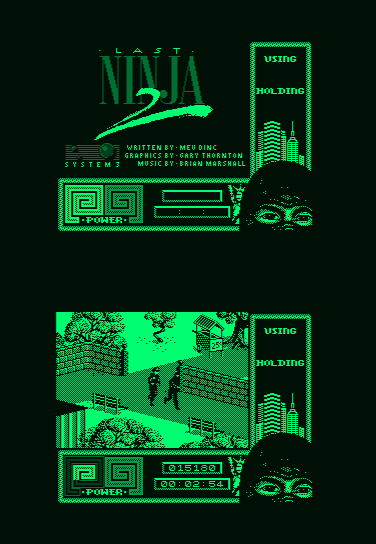 LAST
NINJA
2
SYSTEM 3
WRITTEN BY · MEV DINC
GRAPHICS BY · GARY THORNTON
MUSIC BY · BRIAN MARSHALL
USING
HOLDING
·POWER·
USING
HOLDING
·POWER·
015180
00:02:54